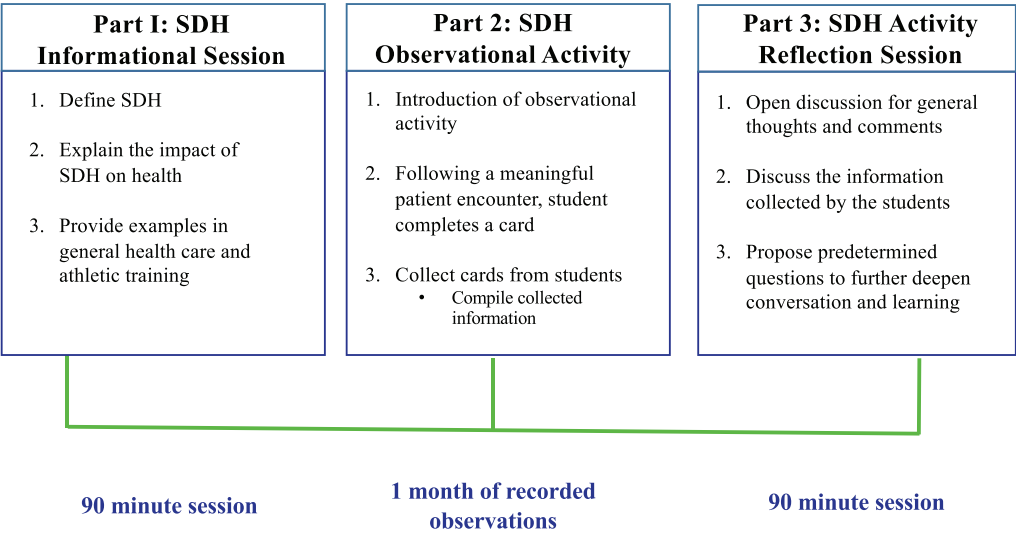 Part I: SDH
Informational Session
1. Define SDH
2. Explain the impact of
SDH on health
3. Provide examples in
general health care and
athletic training
Part 2: SDH
Observational Activity
1. Introduction of observational
activity
2. Following a meaningful
patient encounter, student
completes a card
3. Collect cards from students
• Compile collected
information
Part 3: SDH Activity
Reflection Session
1. Open discussion for general
thoughts and comments
2. Discuss the information
collected by the students
3. Propose predetermined
questions to further deepen
conversation and learning
90 minute session
1 month of recorded
observations
90 minute session